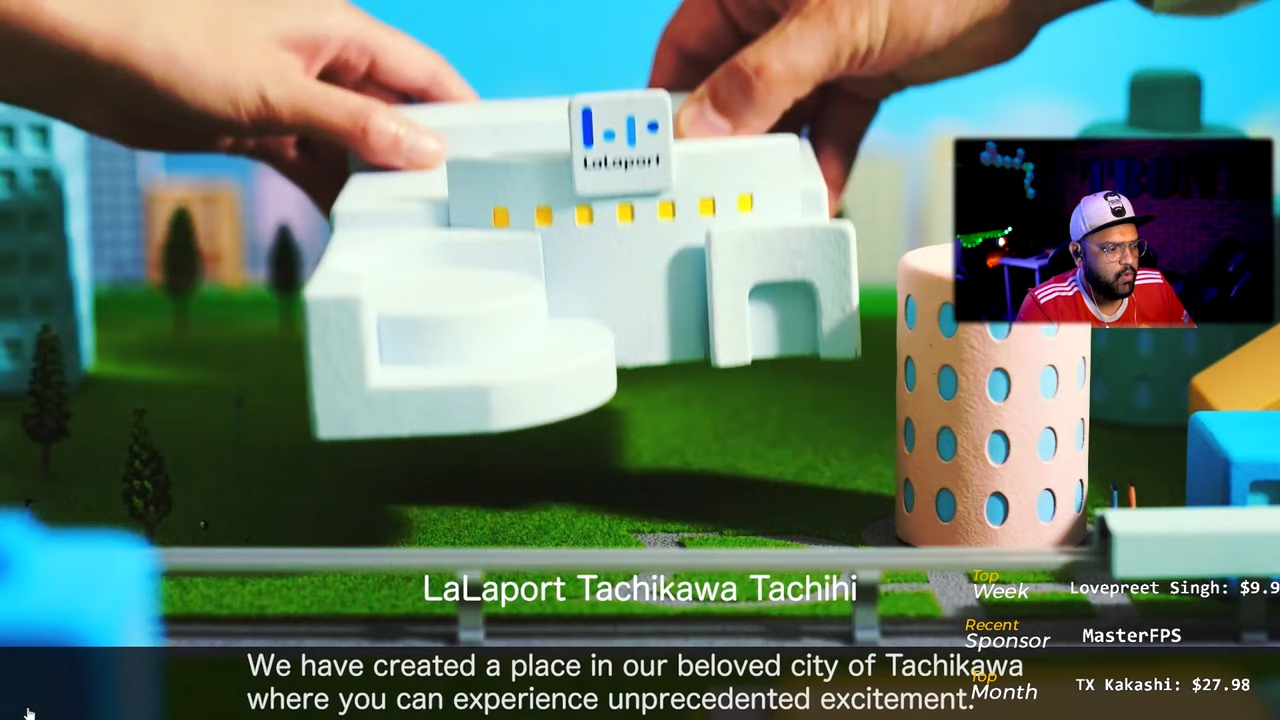 LaLaport
LaLaport Tachikawa Tachihi
We have created a place in our beloved city of Tachikawa
where you can experience unprecedented excitement.
Top
Week
Lovepreet Singh: $9.9
Recent
Sponsor
MasterFPS
Top
Month
TX Kakashi: $27.98